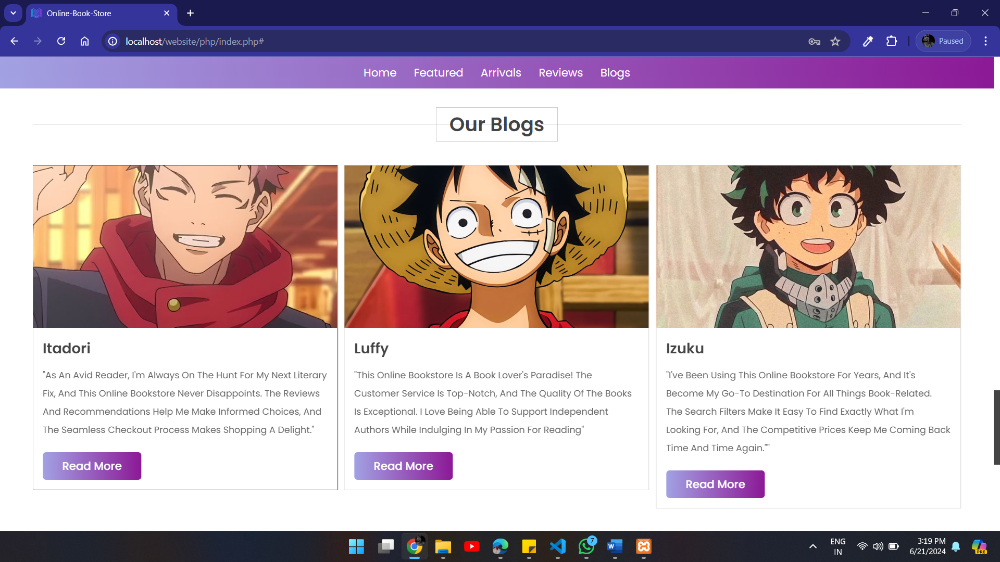 Online-Book-Store
localhost/website/php/index.php#
Paused
Home Featured Arrivals Reviews Blogs
Our Blogs
Itadori
"As An Avid Reader, I'm Always On The Hunt For My Next Literary
Fix, And This Online Bookstore Never Disappoints. The Reviews
And Recommendations Help Me Make Informed Choices, And
The Seamless Checkout Process Makes Shopping A Delight."
Read More
Luffy
"This Online Bookstore Is A Book Lover's Paradise! The
Customer Service Is Top-Notch, And The Quality Of The Books
Is Exceptional. I Love Being Able To Support Independent
Authors While Indulging In My Passion For Reading"
Read More
Izuku
"I've Been Using This Online Bookstore For Years, And It's
Become My Go-To Destination For All Things Book-Related.
The Search Filters Make It Easy To Find Exactly What I'm
Looking For, And The Competitive Prices Keep Me Coming Back
Time And Time Again.""
Read More
7
W
ENG
IN
3:19 PM
6/21/2024
PRE